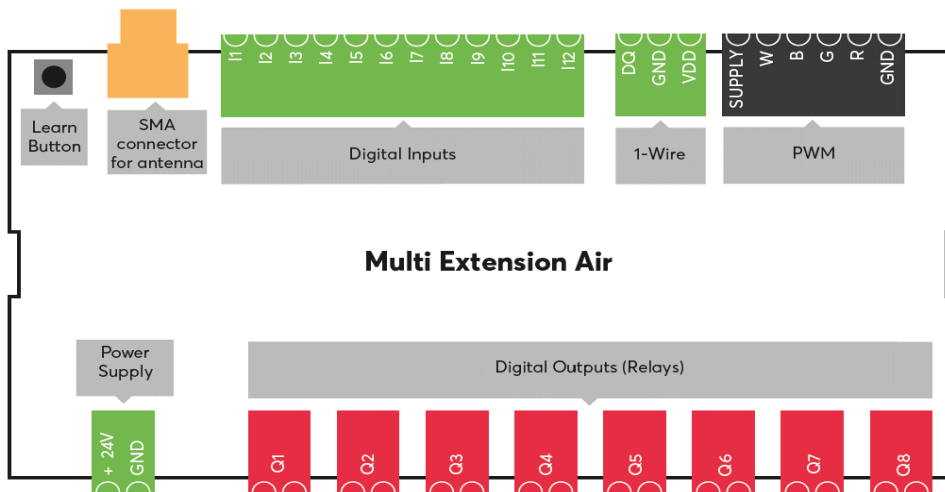 I1 I2 I3 I4 I5 I6 I7 I8 I9 I10 I11 I12
DQ GND VDD
SUPPLY W B G R GND
Learn
Button
SMA
connector
for antenna
Digital Inputs
1-Wire
PWM
Multi Extension Air
Power
Supply
Digital Outputs (Relays)
+ 24V GND
Q1 Q2 Q3 Q4 Q5 Q6 Q7 Q8